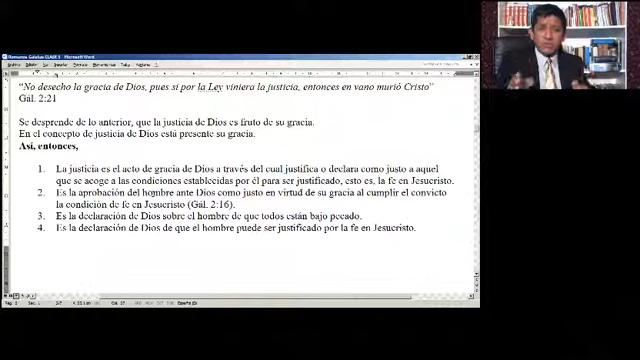 Romanos Gálatas CLASE 5 - Microsoft Word
“No desecho la gracia de Dios, pues si por la Ley viniera la justicia, entonces en vano murió Cristo”
Gál. 2:21
Se desprende de lo anterior, que la justicia de Dios es fruto de su gracia.
En el concepto de justicia de Dios está presente su gracia.
Así, entonces,
1. La justicia es el acto de gracia de Dios a través del cual justifica o declara como justo a aquel
que se acoge a las condiciones establecidas por él para ser justificado, esto es, la fe en Jesucristo.
2. Es la aprobación del hombre ante Dios como justo en virtud de su gracia al cumplir el convicto
la condición de fe en Jesucristo (Gál. 2:16).
3. Es la declaración de Dios sobre el hombre de que todos están bajo pecado.
4. Es la declaración de Dios de que el hombre puede ser justificado por la fe en Jesucristo.